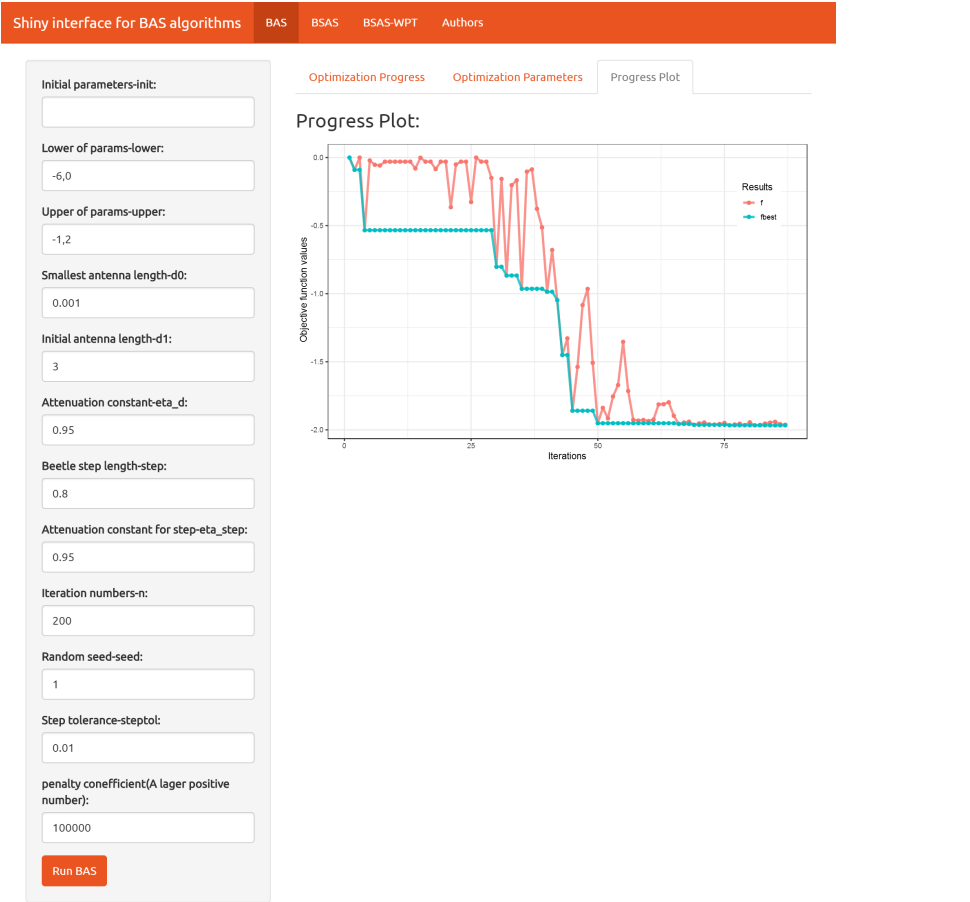 Shiny interface for BAS algorithms BAS BSAS BSAS-WPT Authors
Initial parameters-init:
Lower of params-lower:
-6,0
Upper of params-upper:
-1,2
Smallest antenna length-d0:
0.001
Initial antenna length-d1:
3
Attenuation constant-eta_d:
0.95
Beetle step length-step:
0.8
Attenuation constant for step-eta_step:
0.95
Iteration numbers-n:
200
Random seed-seed:
1
Step tolerance-steptol:
0.01
penalty conefficient(A lager positive
number):
100000
Run BAS
Optimization Progress Optimization Parameters Progress Plot
Progress Plot:
Objective function values
0.0
-0.5
-1.0
-1.5
-2.0
0 25 50 75
Iterations
Results
f
fbest